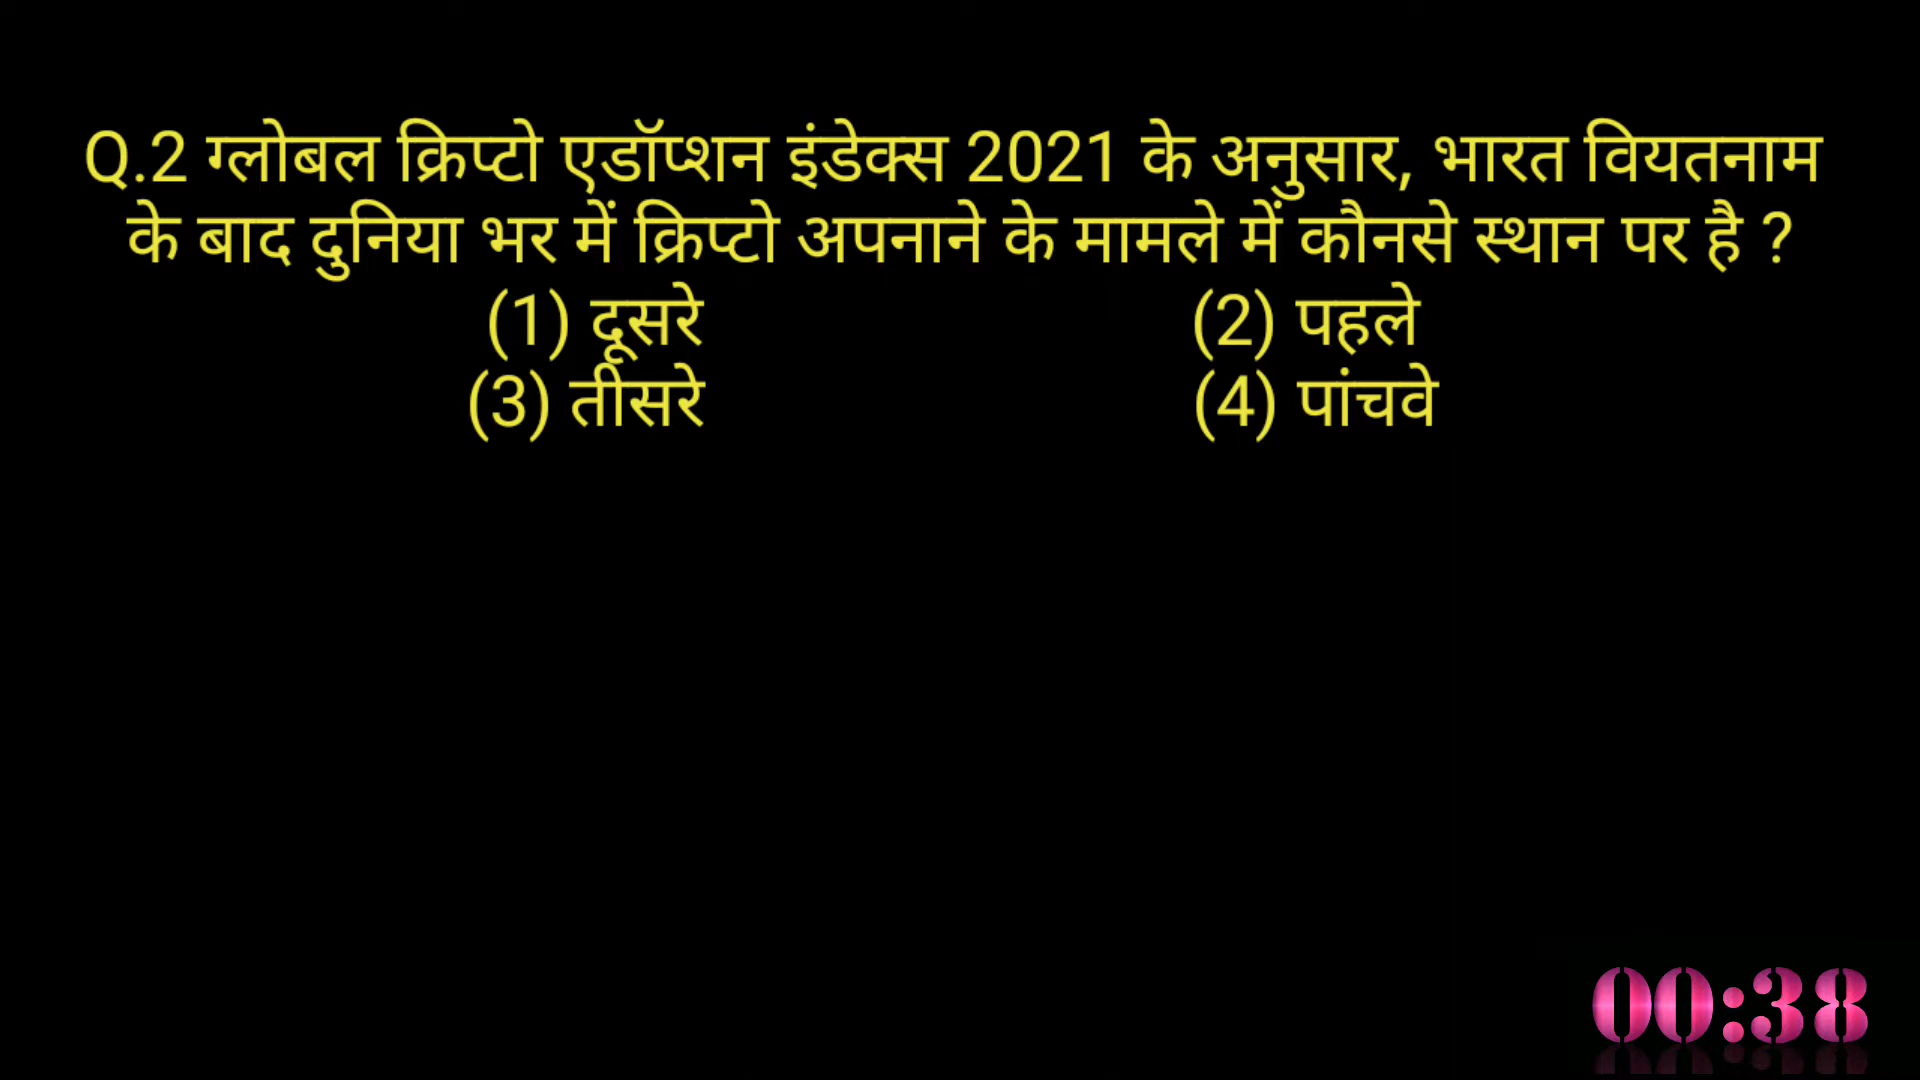 Q.2 ग्लोबल क्रिप्टो एडॉप्शन इंडेक्स 2021 के अनुसार, भारत वियतनाम
के बाद दुनिया भर में क्रिप्टो अपनाने के मामले में कौनसे स्थान पर है ?
(1) दूसरे (2) पहले
(3) तीसरे (4) पांचवे
00:38